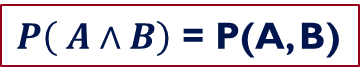 P( A ∧ B) = P(A,B)